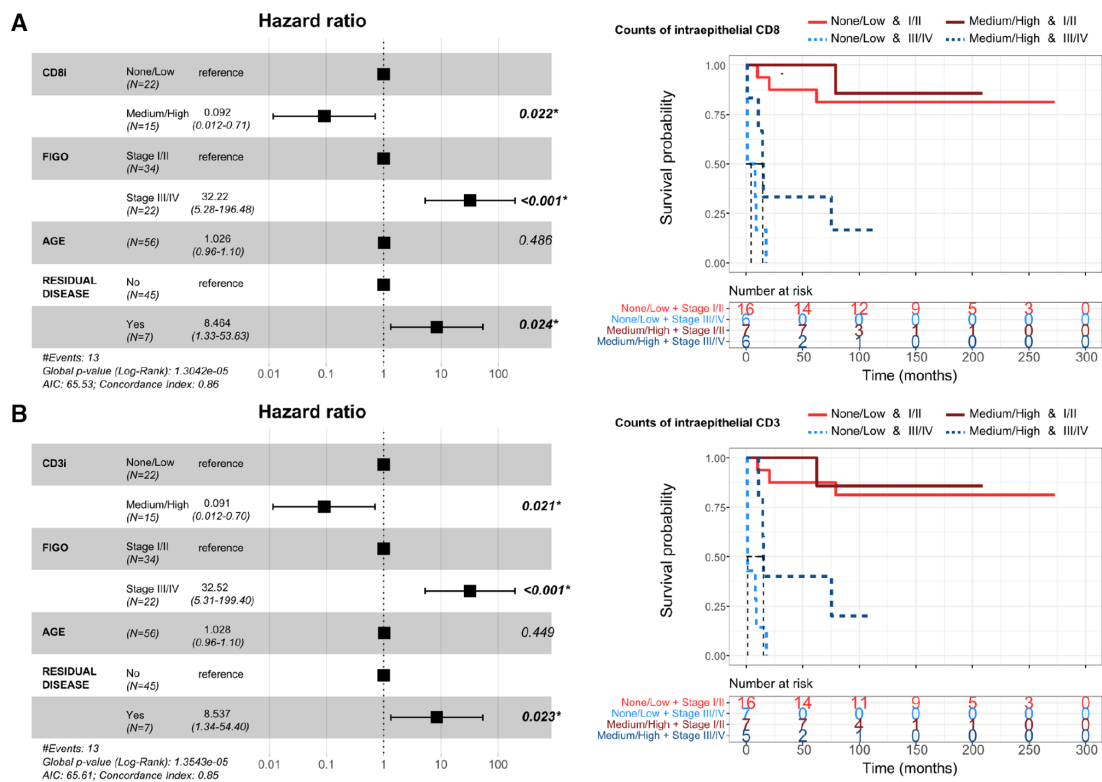 A
Hazard ratio
CD8i None/Low reference
(N=22)
Medium/High 0.092 0.022*
(N=15) (0.012-0.71)
FIGO Stage I/II reference
(N=34)
Stage III/IV 32.22 <0.001*
(N=22) (5.28-196.48)
AGE (N=56) 1.026 0.486
(0.96-1.10)
RESIDUAL No reference
DISEASE (N=45)
Yes 8.464 0.024*
(N=7) (1.33-53.83)
#Events: 13
Global p-value (Log-Rank): 1.3042e-05
AIC: 65.53; Concordance index: 0.86
0.01 0.1 1 10 100
Counts of intraepithelial CD8
None/Low & I/II Medium/High & I/II
None/Low & III/IV Medium/High & III/IV
Survival probability
1.00
0.75
0.50
0.25
0.00
Number at risk
None/Low + Stage I/II 16 14 12 9 5 3 0
None/Low + Stage III/IV 6 0 0 0 0 0 0
Medium/High + Stage I/II 7 7 3 1 1 0 0
Medium/High + Stage III/IV 6 2 1 0 0 0 0
0 50 100 150 200 250 300
Time (months)
B
Hazard ratio
CD3i None/Low reference
(N=22)
Medium/High 0.091 0.021*
(N=15) (0.012-0.70)
FIGO Stage I/II reference
(N=34)
Stage III/IV 32.52 <0.001*
(N=22) (5.31-199.40)
AGE (N=56) 1.028 0.449
(0.96-1.10)
RESIDUAL No reference
DISEASE (N=45)
Yes 8.537 0.023*
(N=7) (1.34-54.40)
#Events: 13
Global p-value (Log-Rank): 1.3543e-05
AIC: 65.61; Concordance index: 0.85
0.01 0.1 1 10 100
Counts of intraepithelial CD3
None/Low & I/II Medium/High & I/II
None/Low & III/IV Medium/High & III/IV
Survival probability
1.00
0.75
0.50
0.25
0.00
Number at risk
None/Low + Stage I/II 16 14 11 9 5 3 0
None/Low + Stage III/IV 7 0 0 0 0 0 0
Medium/High + Stage I/II 7 7 4 1 1 0 0
Medium/High + Stage III/IV 5 2 1 0 0 0 0
0 50 100 150 200 250 300
Time (months)